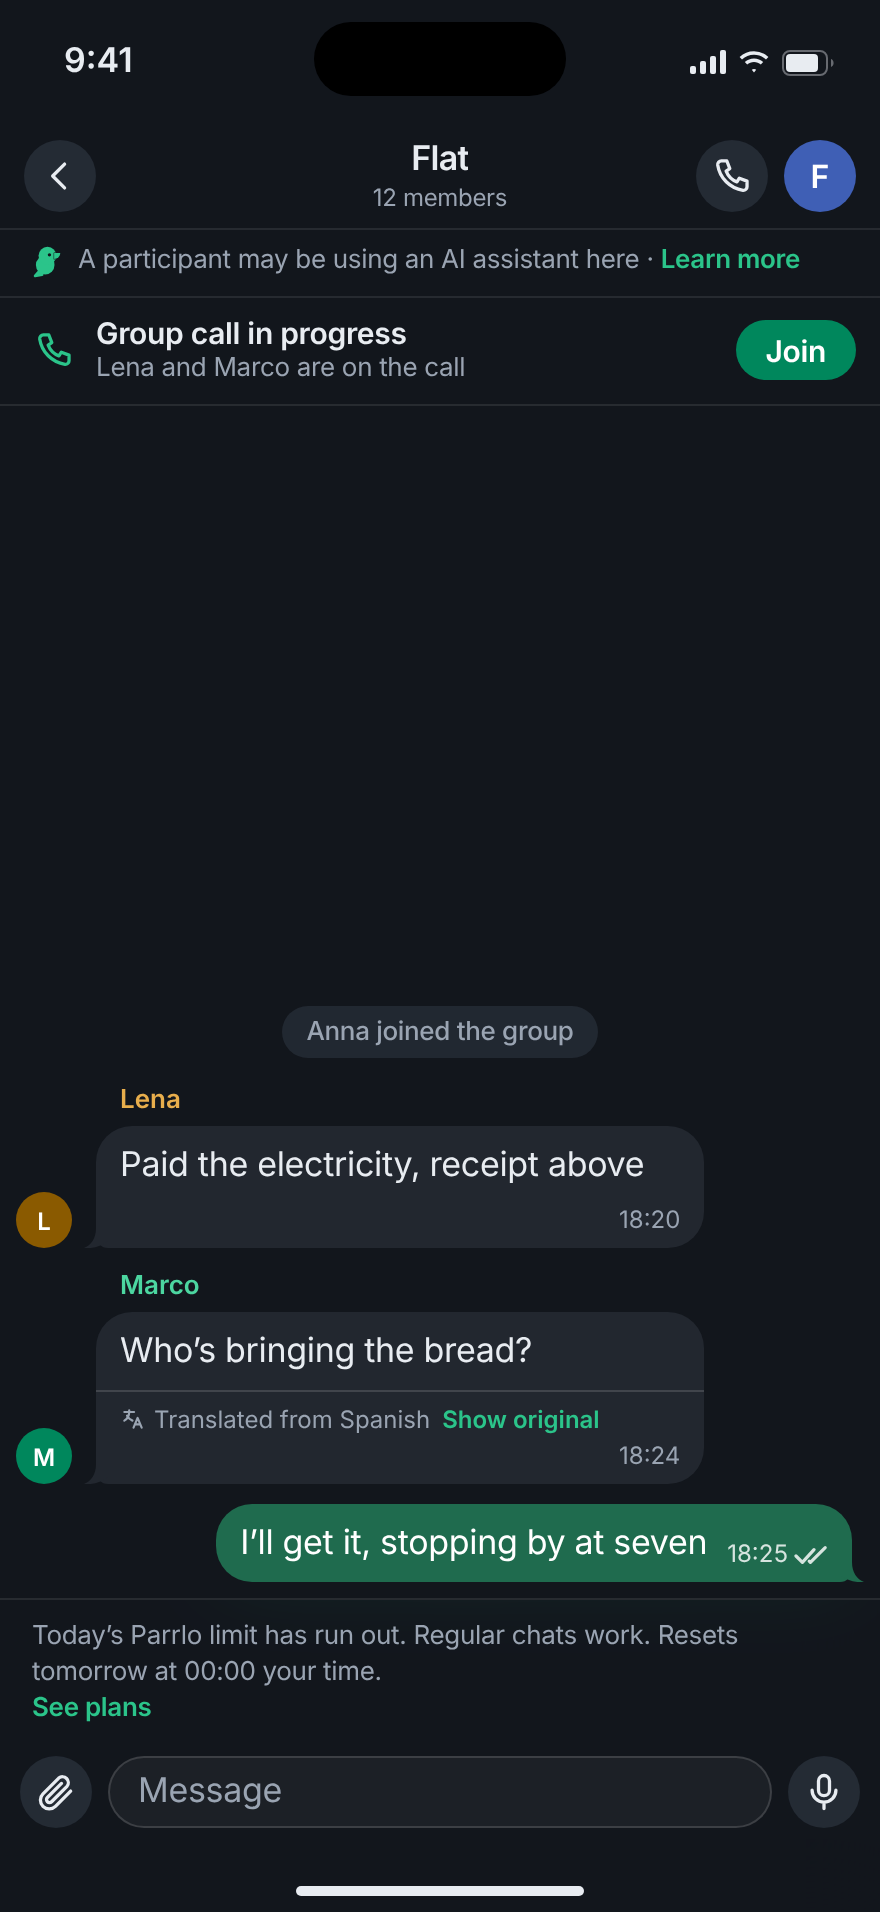 9:41
Flat
12 members
F
A participant may be using an AI assistant here · Learn more
Group call in progress
Lena and Marco are on the call
Join
Anna joined the group
Lena
Paid the electricity, receipt above
18:20
L
Marco
Who’s bringing the bread?
Translated from Spanish Show original
18:24
M
I’ll get it, stopping by at seven 18:25
Today’s Parrlo limit has run out. Regular chats work. Resets
tomorrow at 00:00 your time.
See plans
Message